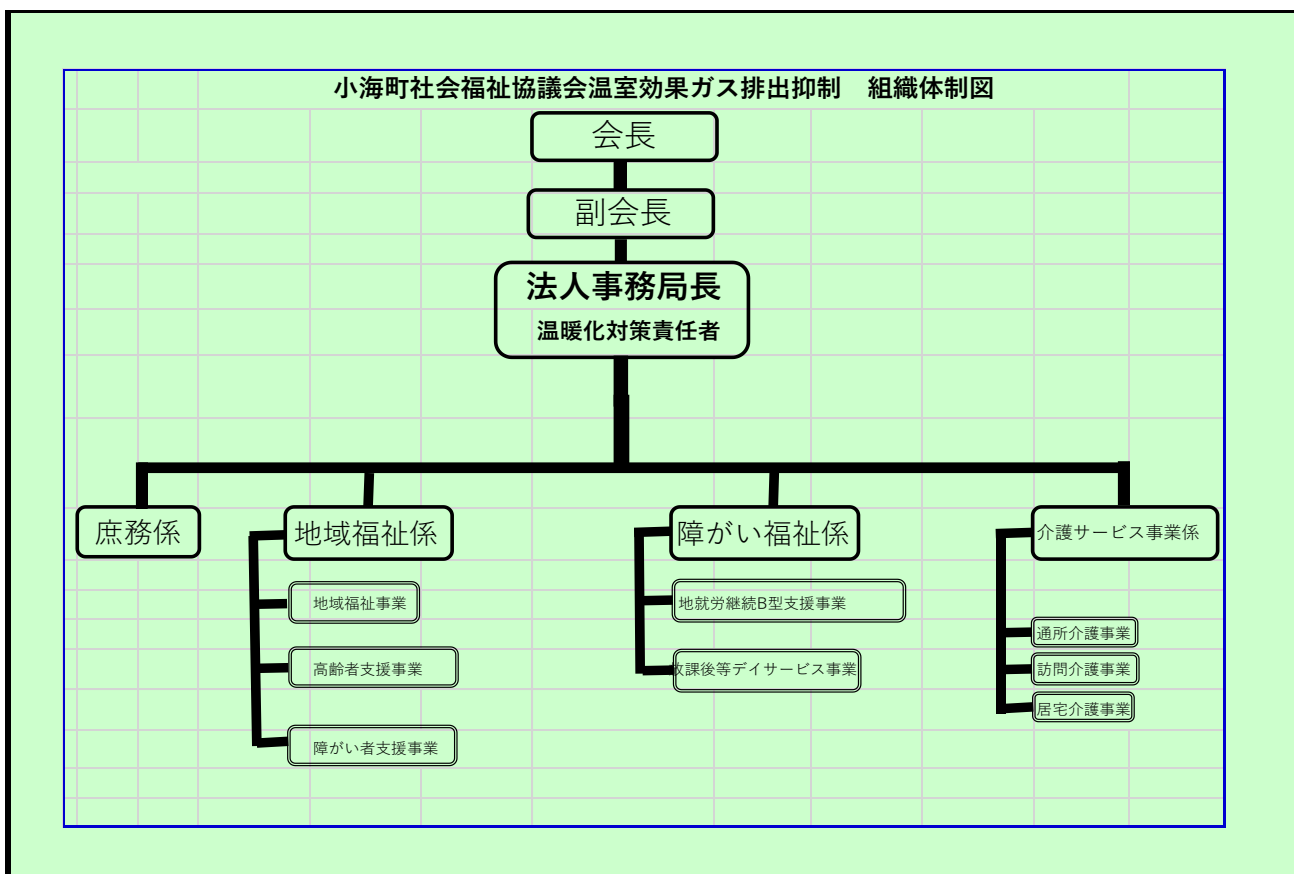 小海町社会福祉協議会温室効果ガス排出抑制　組織体制図
会長
副会長
法人事務局長
温暖化対策責任者
庶務係
地域福祉係
障がい福祉係
介護サービス事業係
地域福祉事業
地就労継続B型支援事業
通所介護事業
高齢者支援事業
放課後等デイサービス事業
訪問介護事業
居宅介護事業
障がい者支援事業